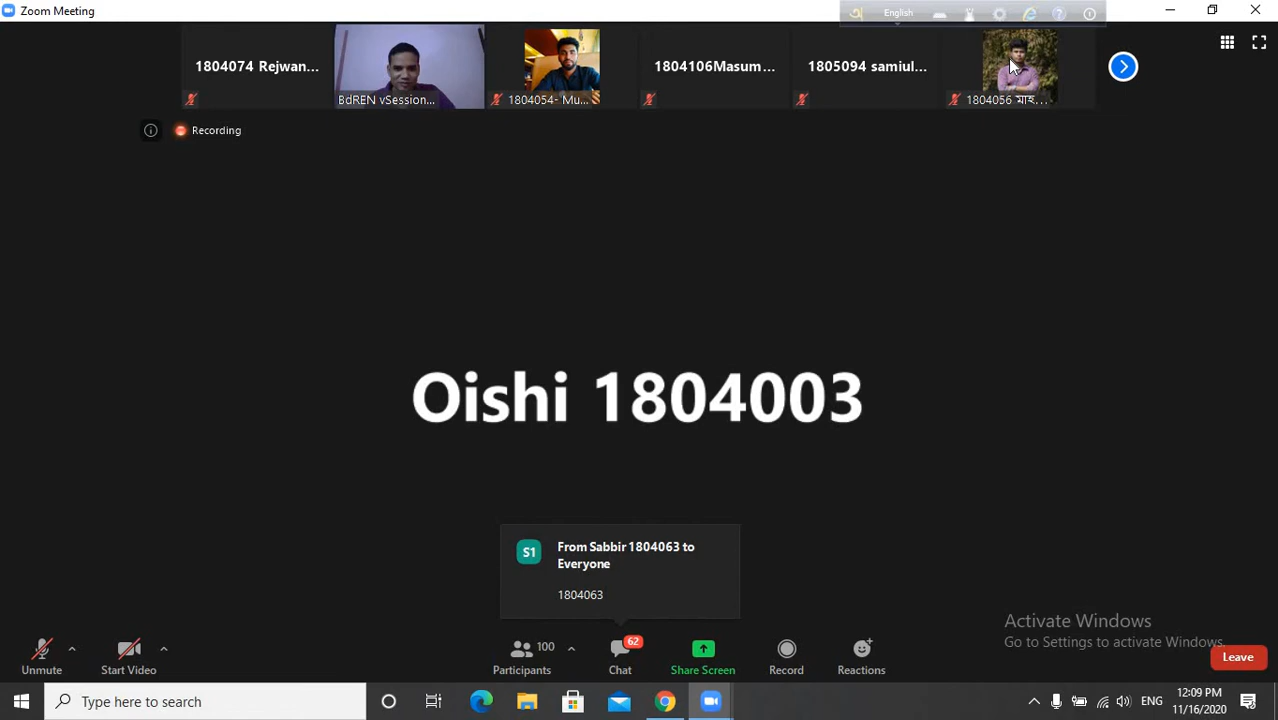 Zoom Meeting
English
1804074 Rejwan...
BdREN vSession...
1804054- Mu...
1804106Masum...
1805094 samiul...
1804056 মাহ...
Recording
Oishi 1804003
S1
From Sabbir 1804063 to
Everyone
1804063
Activate Windows
Go to Settings to activate Windows.
Unmute
Start Video
100
Participants
62
Chat
Share Screen
Record
Reactions
Leave
Type here to search
ENG
12:09 PM
11/16/2020